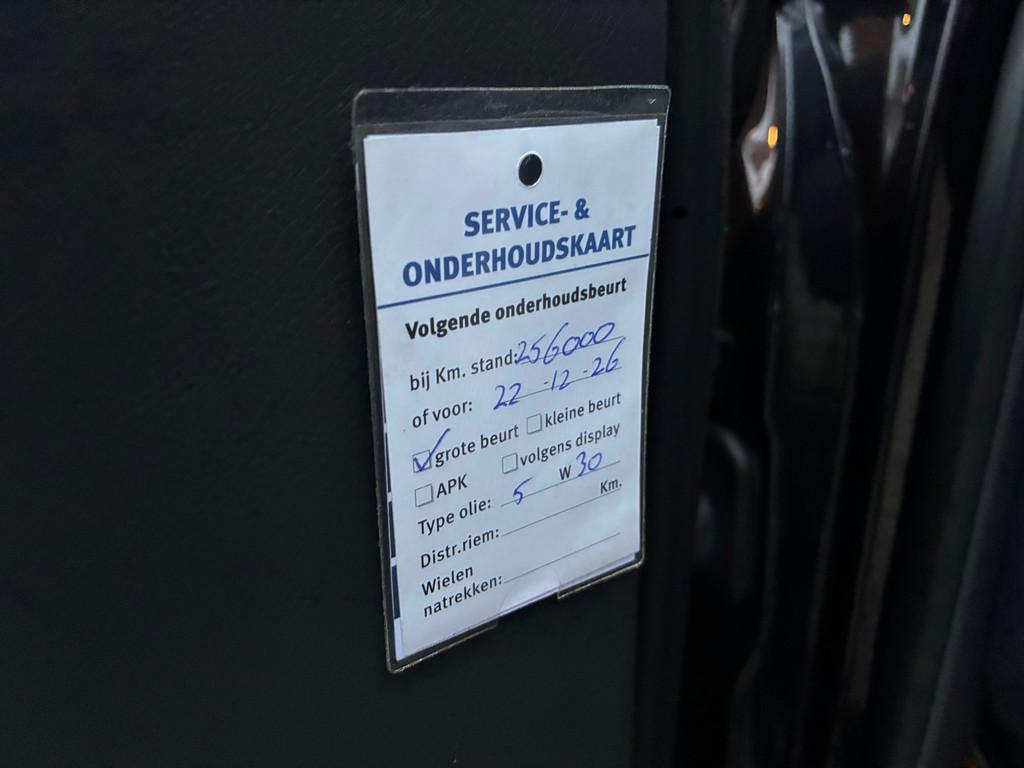 SERVICE- &
ONDERHOUDSKAART
Volgende onderhoudsbeurt
bij Km. stand: 256000
of voor: 22-12-26
grote beurt kleine beurt
APK volgens display
Type olie: 5 W 30
Distr.riem: Km.
Wielen
natrekken: